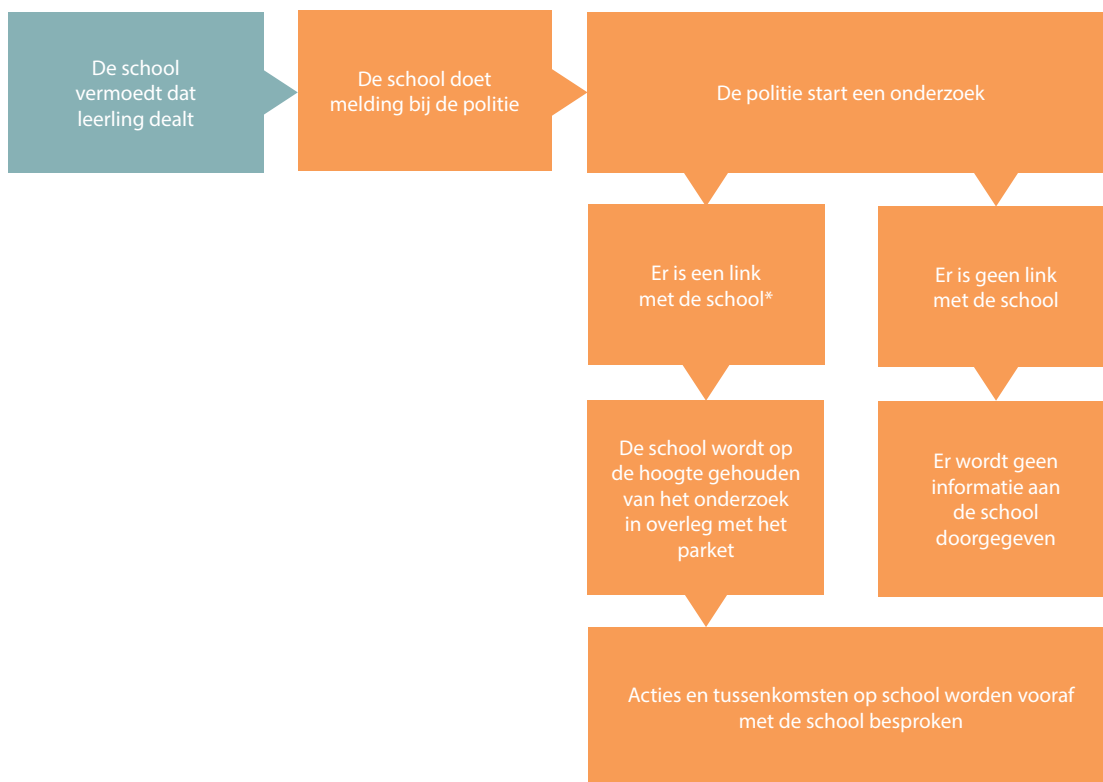 De school
vermoedt dat
leerling dealt
De school doet
melding bij de politie
De politie start een onderzoek
Er is een link
met de school*
Er is geen link
met de school
De school wordt op
de hoogte gehouden
van het onderzoek
in overleg met het
parket
Er wordt geen
informatie aan
de school
doorgegeven
Acties en tussenkomsten op school worden vooraf
met de school besproken